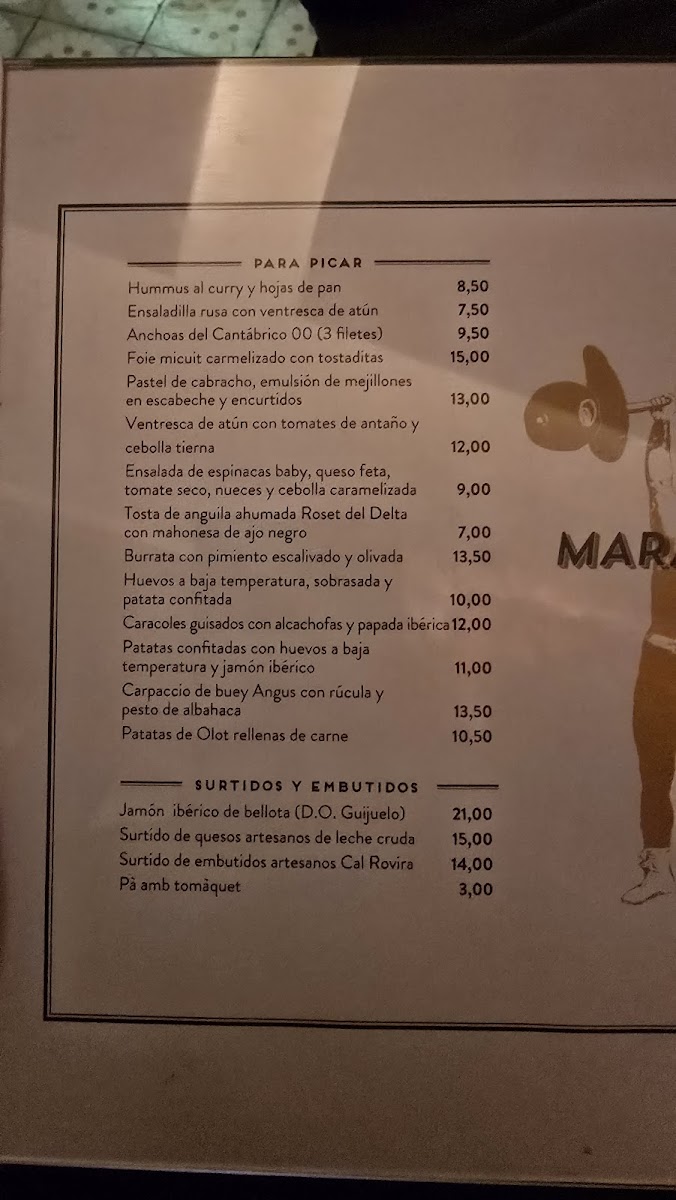 PARA PICAR
Hummus al curry y hojas de pan 8,50
Ensaladilla rusa con ventresca de atún 7,50
Anchoas del Cantábrico 00 (3 filetes) 9,50
Foie micuit carmelizado con tostaditas 15,00
Pastel de cabracho, emulsión de mejillones
en escabeche y encurtidos 13,00
Ventresca de atún con tomates de antaño y
cebolla tierna 12,00
Ensalada de espinacas baby, queso feta,
tomate seco, nueces y cebolla caramelizada 9,00
Tosta de anguila ahumada Roset del Delta
con mahonesa de ajo negro 7,00
Burrata con pimiento escalivado y olivada 13,50
Huevos a baja temperatura, sobrasada y
patata confitada 10,00
Caracoles guisados con alcachofas y papada ibérica 12,00
Patatas confitadas con huevos a baja
temperatura y jamón ibérico 11,00
Carpaccio de buey Angus con rúcula y
pesto de albahaca 13,50
Patatas de Olot rellenas de carne 10,50
SURTIDOS Y EMBUTIDOS
Jamón ibérico de bellota (D.O. Guijuelo) 21,00
Surtido de quesos artesanos de leche cruda 15,00
Surtido de embutidos artesanos Cal Rovira 14,00
Pà amb tomàquet 3,00